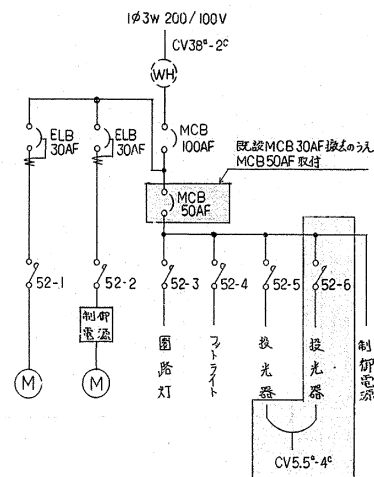 1φ3W 200/100V
CV38□-2C
WH
ELB
30AF
ELB
30AF
MCB
100AF
既設MCB 30AF撤去のうえ
MCB 50AF 取付
MCB
50AF
52-1
52-2
52-3
52-4
52-5
52-6
制御
電源
園路灯
フットライト
投光器
投光器
制御電源
M
M
CV5.5□-4C